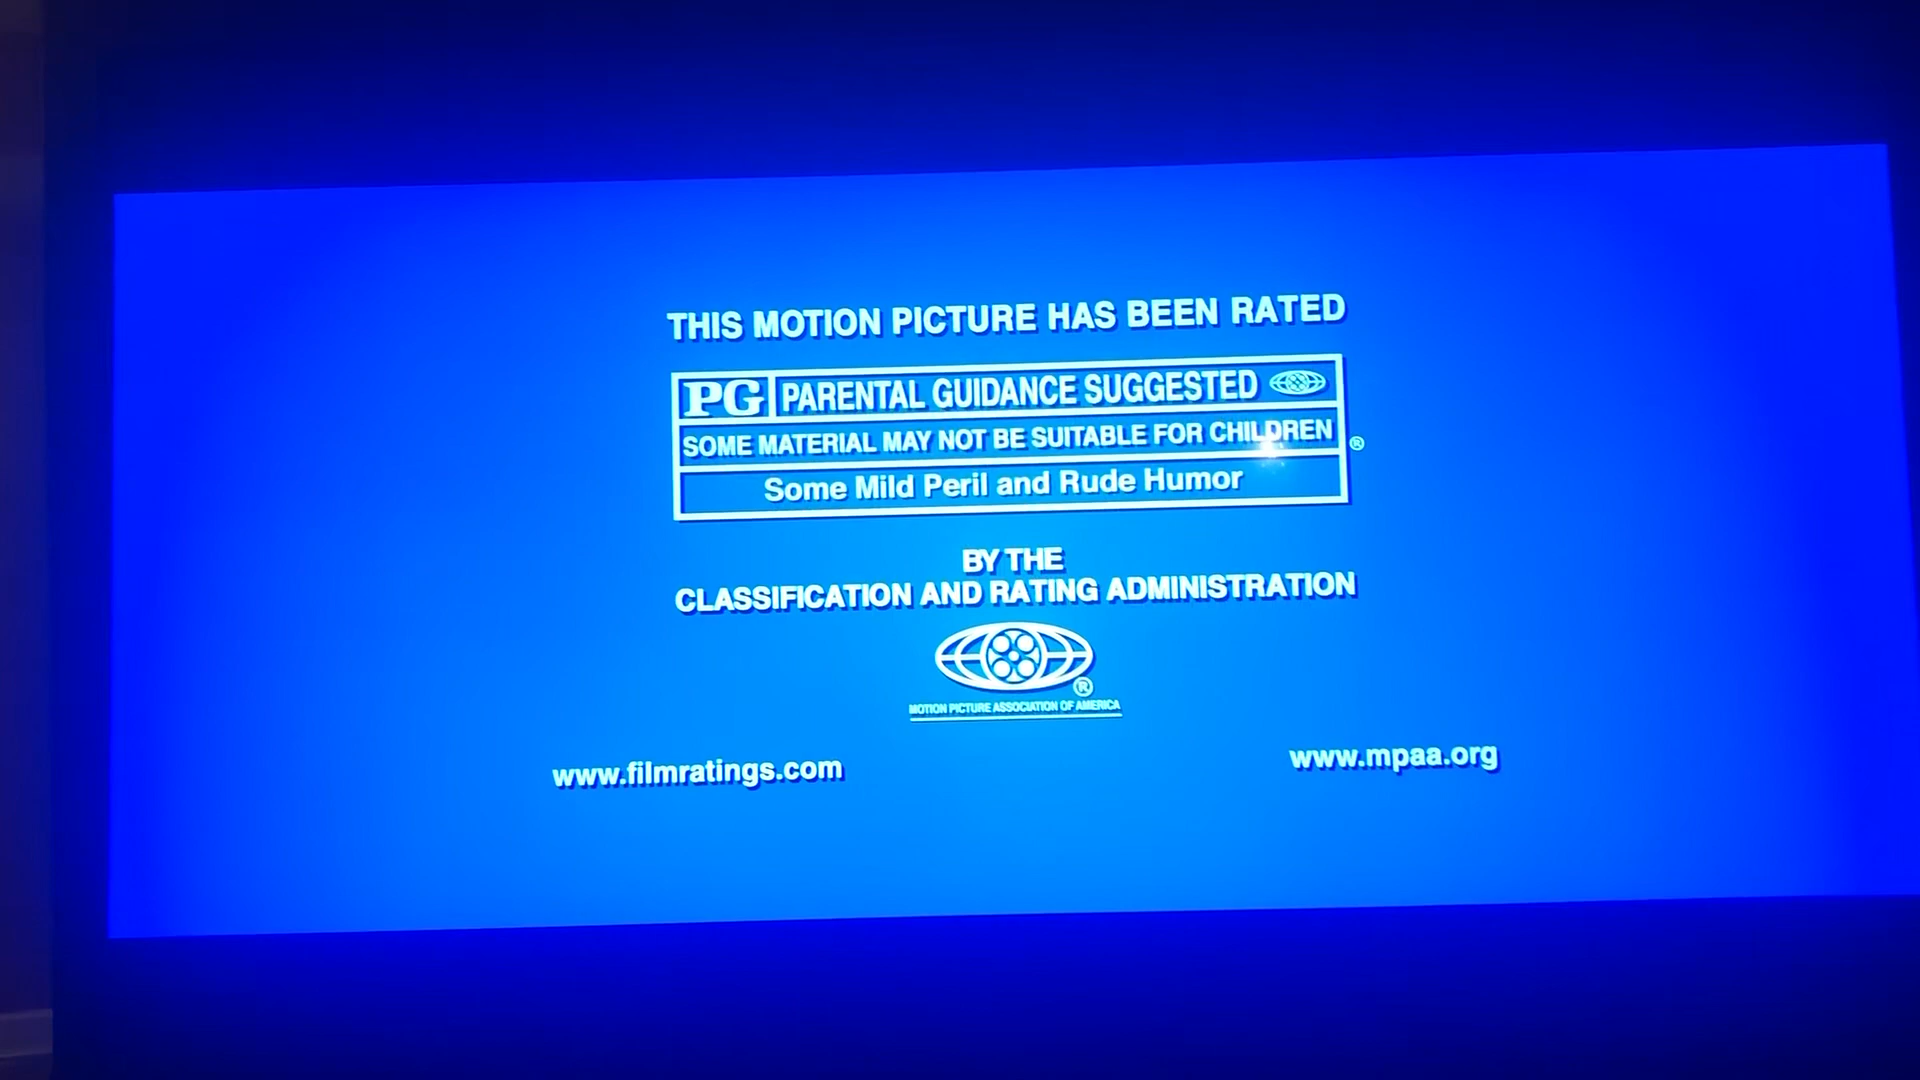 THIS MOTION PICTURE HAS BEEN RATED
PG PARENTAL GUIDANCE SUGGESTED
SOME MATERIAL MAY NOT BE SUITABLE FOR CHILDREN ®
Some Mild Peril and Rude Humor
BY THE
CLASSIFICATION AND RATING ADMINISTRATION
®
MOTION PICTURE ASSOCIATION OF AMERICA
www.filmratings.com www.mpaa.org